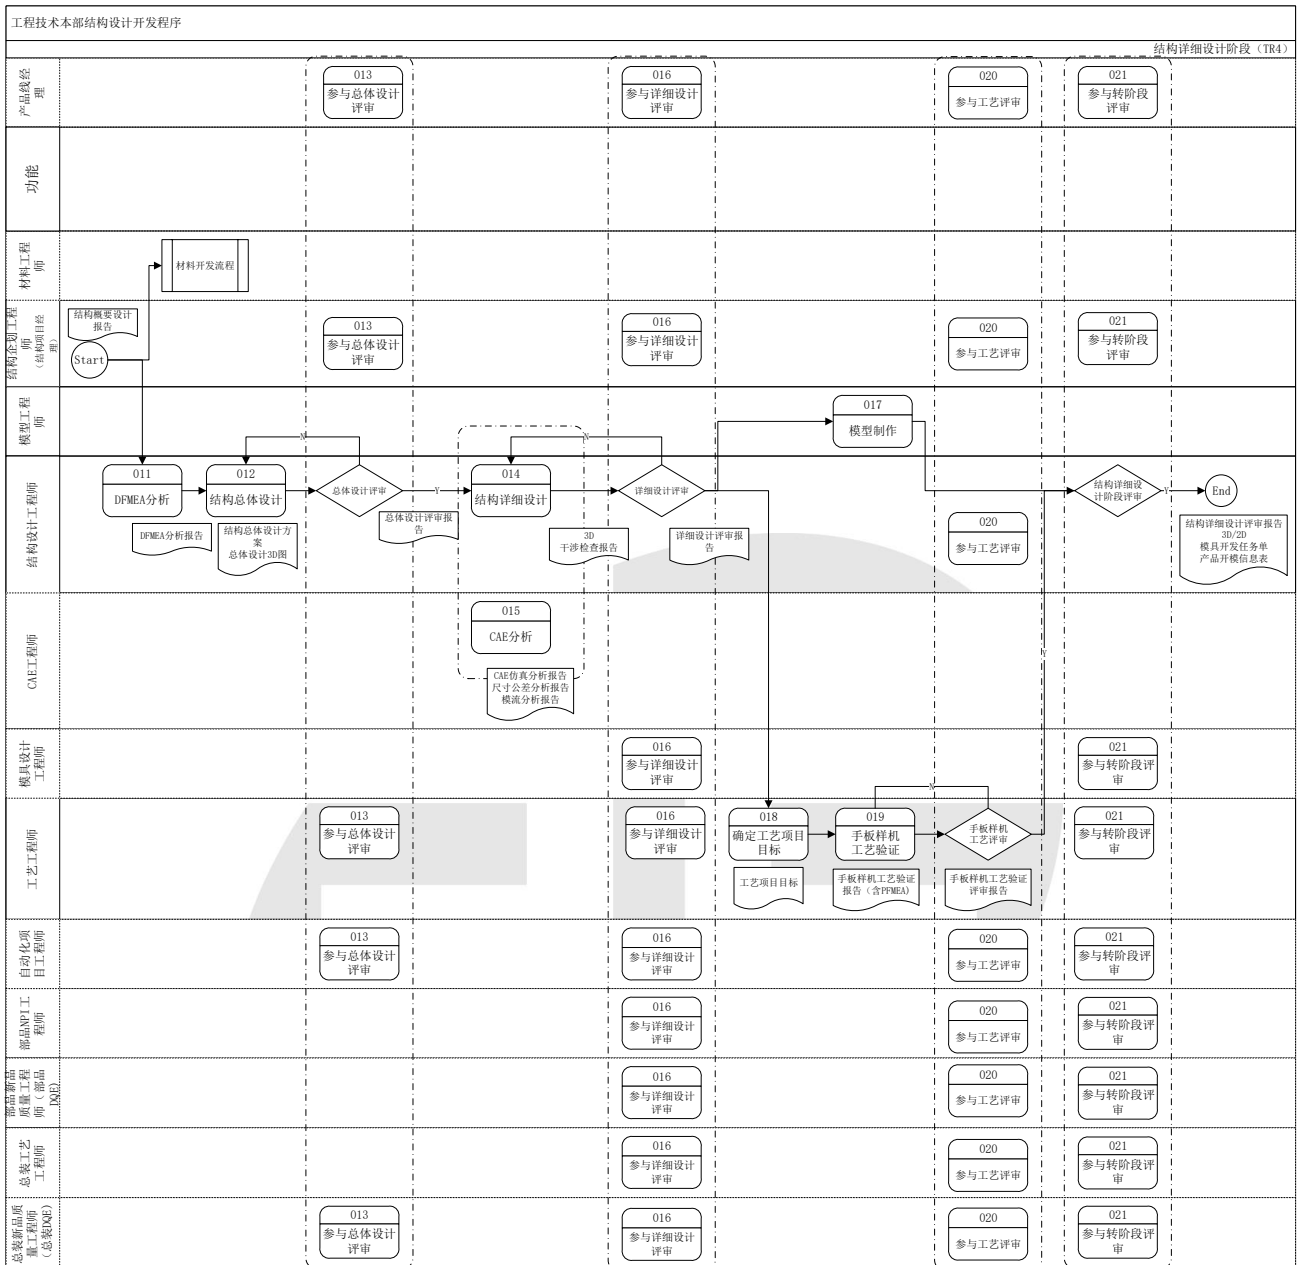 工程技术本部结构设计开发程序
结构详细设计阶段（TR4）
产品线经
理
013
参与总体设计
评审
016
参与详细设计
评审
020
参与工艺评审
021
参与转阶段
评审
功能
材料工程
师
材料开发流程
结构企划工程
师
（结构项目经
理）
结构概要设计
报告
Start
013
参与总体设计
评审
016
参与详细设计
评审
020
参与工艺评审
021
参与转阶段
评审
模型工程
师
017
模型制作
结构设计工程师
N
N
011
DFMEA分析
012
结构总体设计
总体设计评审
Y
014
结构详细设计
详细设计评审
结构详细设
计阶段评审
Y
End
DFMEA分析报告
结构总体设计方
案
总体设计3D图
总体设计评审报
告
3D
干涉检查报告
详细设计评审报
告
020
参与工艺评审
结构详细设计评审报告
3D/2D
模具开发任务单
产品开模信息表
CAE工程师
015
CAE分析
CAE仿真分析报告
尺寸公差分析报告
模流分析报告
Y
模具设计
工程师
016
参与详细设计
评审
021
参与转阶段评
审
工艺工程师
013
参与总体设计
评审
016
参与详细设计
评审
018
确定工艺项目
目标
019
手板样机
工艺验证
N
手板样机
工艺评审
021
参与转阶段评
审
工艺项目目标
手板样机工艺验证
报告（含PFMEA）
手板样机工艺验证
评审报告
自动化项
目工程师
013
参与总体设计
评审
016
参与详细设计
评审
020
参与工艺评审
021
参与转阶段评
审
部品NPI工
程师
016
参与详细设计
评审
020
参与工艺评审
021
参与转阶段评
审
部品新品
质量工程
师（部品
DQE)
016
参与详细设计
评审
020
参与工艺评审
021
参与转阶段评
审
总装工艺
工程师
016
参与详细设计
评审
020
参与工艺评审
021
参与转阶段评
审
总装新品质
量工程师
（总装DQE）
013
参与总体设计
评审
016
参与详细设计
评审
020
参与工艺评审
021
参与转阶段评
审